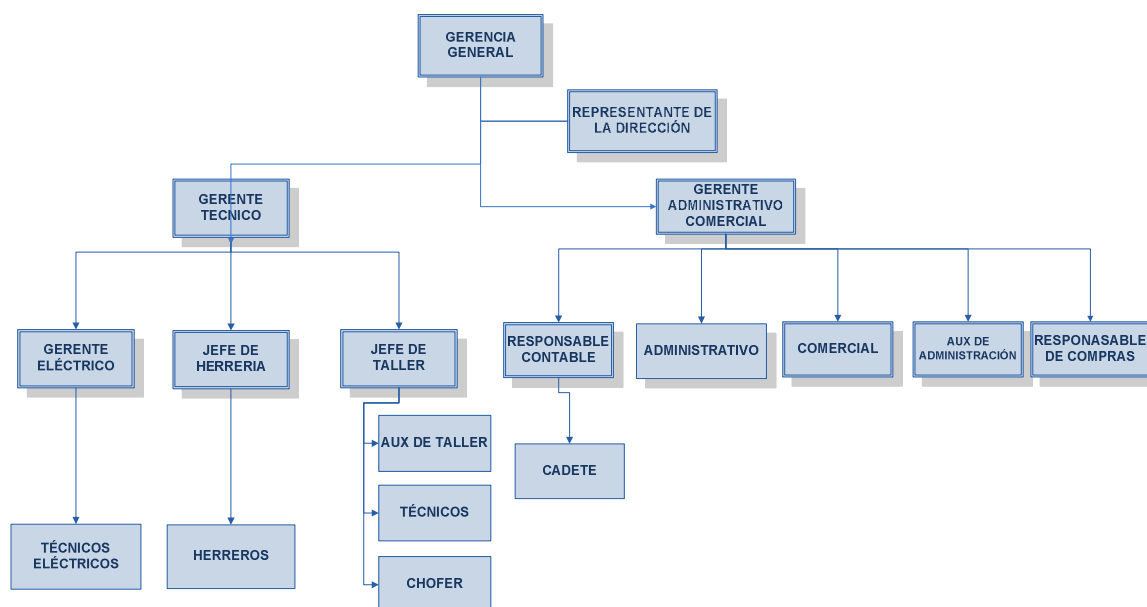 GERENCIA
GENERAL
REPRESENTANTE DE
LA DIRECCIÓN
GERENTE
TECNICO
GERENTE
ADMINISTRATIVO
COMERCIAL
GERENTE
ELÉCTRICO
JEFE DE
HERRERIA
JEFE DE
TALLER
RESPONSABLE
CONTABLE
ADMINISTRATIVO
COMERCIAL
AUX DE
ADMINISTRACIÓN
RESPONASABLE
DE COMPRAS
AUX DE TALLER
CADETE
TÉCNICOS
TÉCNICOS
ELÉCTRICOS
HERREROS
CHOFER